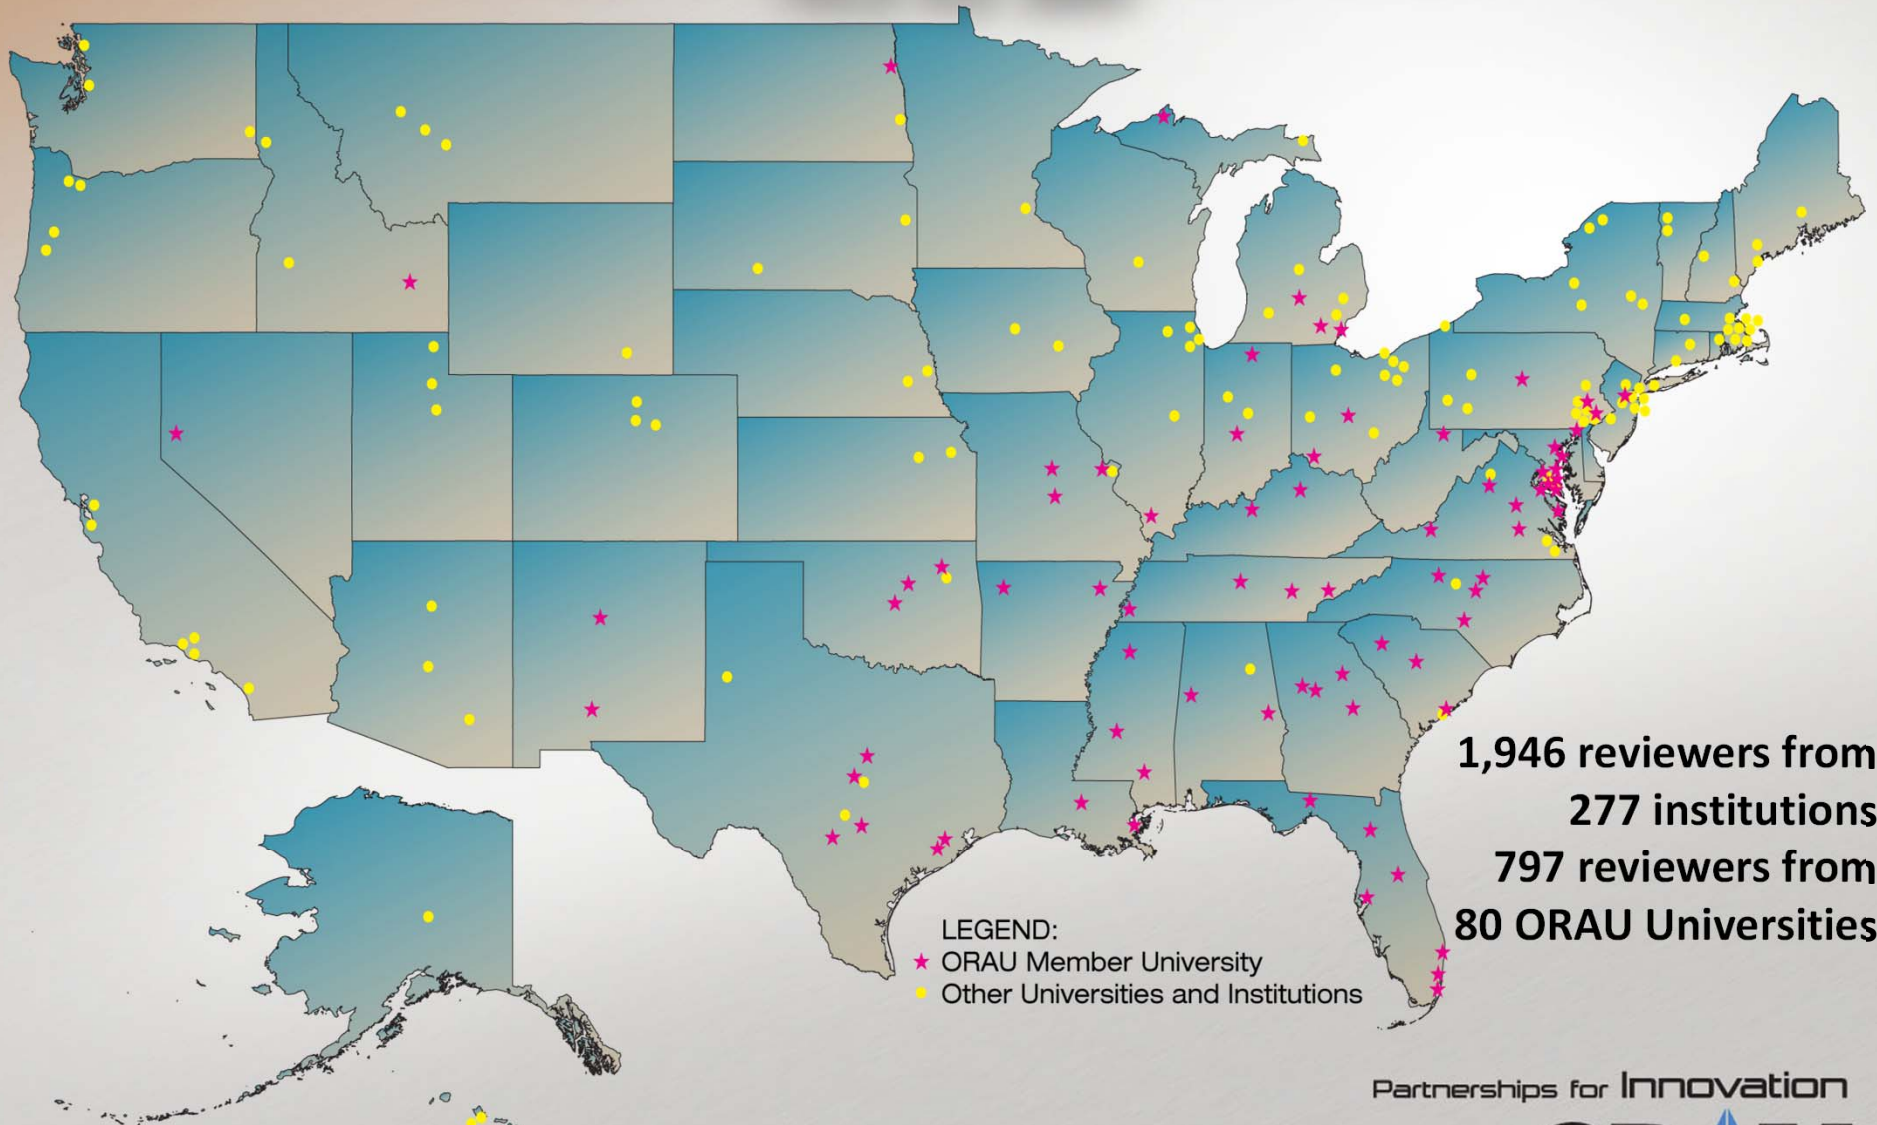 1,946 reviewers from
277 institutions
797 reviewers from
80 ORAU Universities
LEGEND:
ORAU Member University
Other Universities and Institutions
Partnerships for Innovation